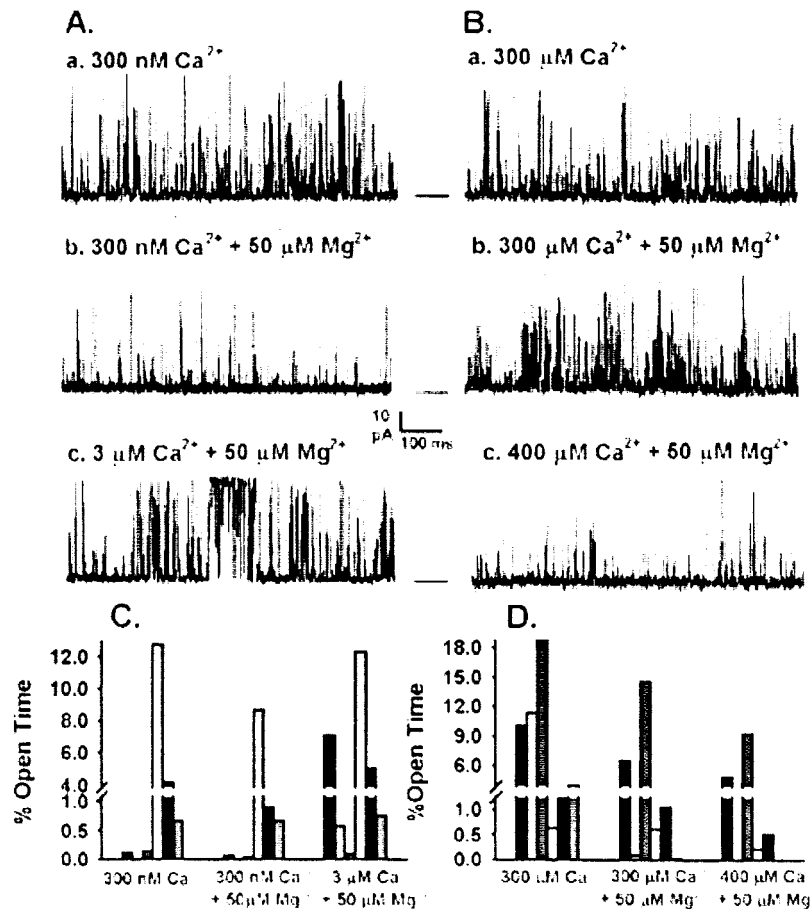 A.
B.
a. 300 nM Ca²⁺
a. 300 µM Ca²⁺
b. 300 nM Ca²⁺ + 50 µM Mg²⁺
b. 300 µM Ca²⁺ + 50 µM Mg²⁺
10
pA
100 ms
c. 3 µM Ca²⁺ + 50 µM Mg²⁺
c. 400 µM Ca²⁺ + 50 µM Mg²⁺
C.
D.
% Open Time
12.0
8.0
6.0
4.0
1.0
0.5
0.0
300 nM Ca
300 nM Ca
+ 50µM Mg
3 µM Ca
+ 50 µM Mg
%Open Time
18.0
15.0
12.0
9.0
6.0
1.0
0.5
0.0
300 µM Ca
300 µM Ca
+ 50 µM Mg
400 µM Ca
+ 50 µM Mg